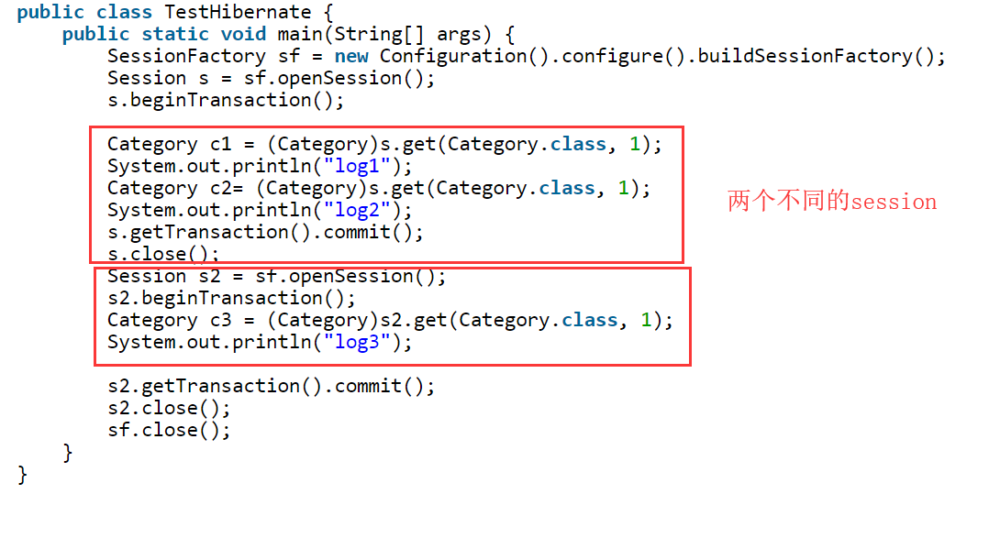 public class TestHibernate {
    public static void main(String[] args) {
        SessionFactory sf = new Configuration().configure().buildSessionFactory();
        Session s = sf.openSession();
        s.beginTransaction();
        Category c1 = (Category)s.get(Category.class, 1);
        System.out.println("log1");
        Category c2= (Category)s.get(Category.class, 1);
        System.out.println("log2");
        s.getTransaction().commit();
        s.close();
两个不同的session
        Session s2 = sf.openSession();
        s2.beginTransaction();
        Category c3 = (Category)s2.get(Category.class, 1);
        System.out.println("log3");
        s2.getTransaction().commit();
        s2.close();
        sf.close();
    }
}